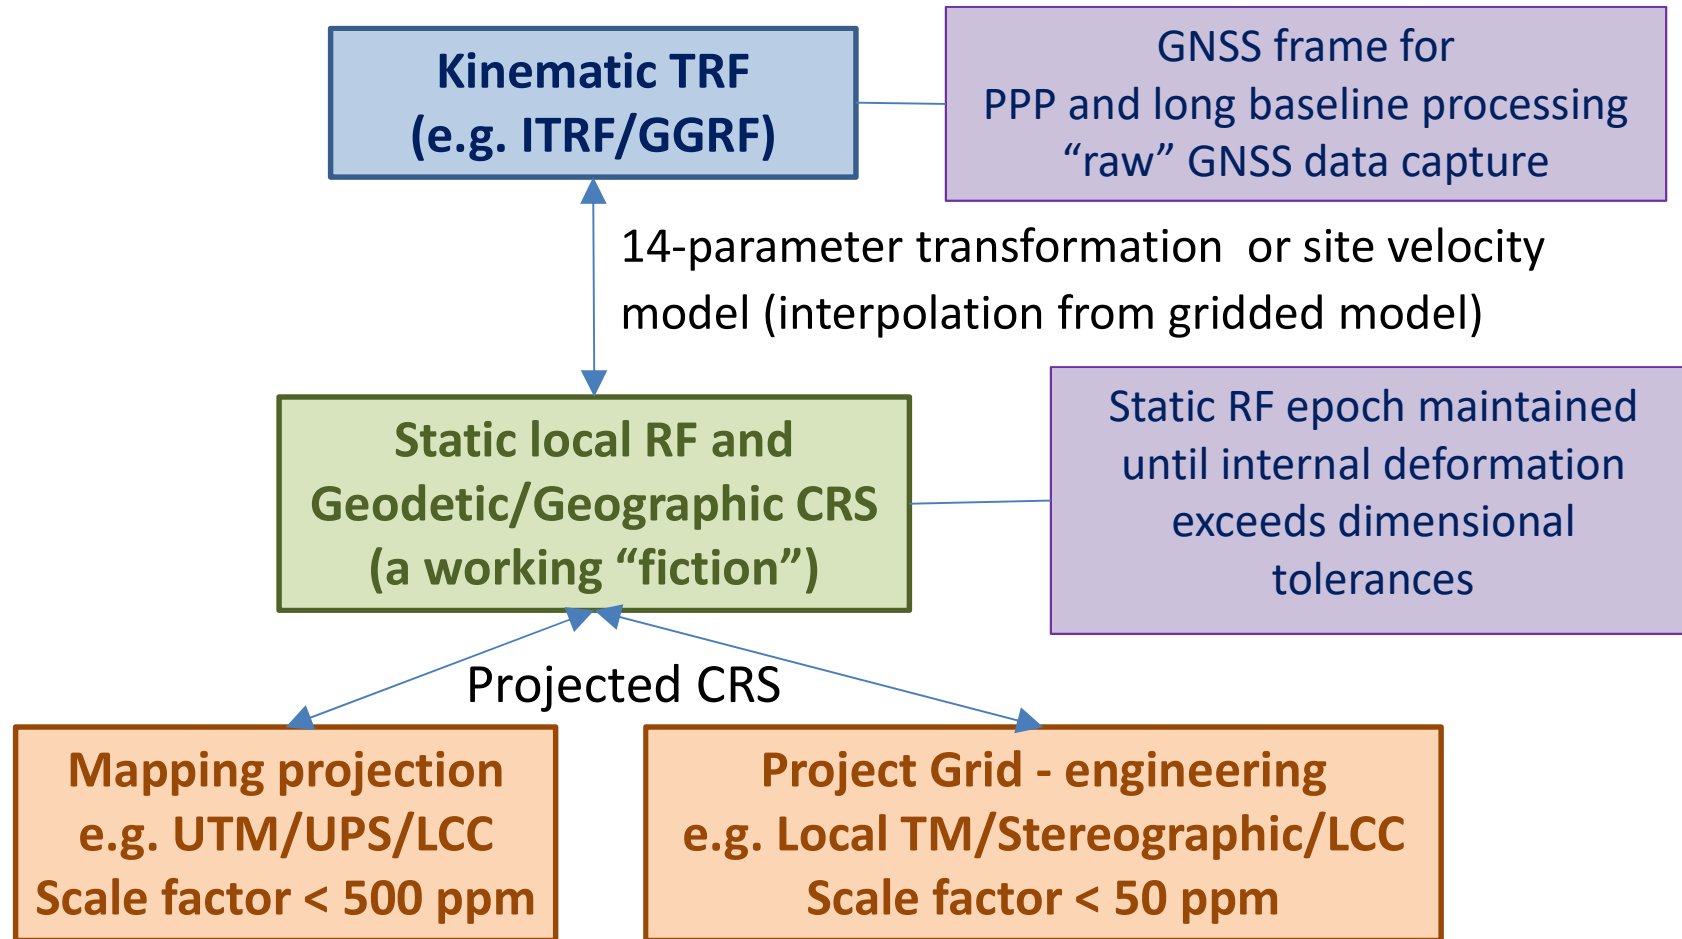 Kinematic TRF
(e.g. ITRF/GGRF)
GNSS frame for
PPP and long baseline processing
“raw” GNSS data capture
14-parameter transformation  or site velocity
model (interpolation from gridded model)
Static local RF and
Geodetic/Geographic CRS
(a working “fiction”)
Static RF epoch maintained
until internal deformation
exceeds dimensional
tolerances
Projected CRS
Mapping projection
e.g. UTM/UPS/LCC
Scale factor < 500 ppm
Project Grid - engineering
e.g. Local TM/Stereographic/LCC
Scale factor < 50 ppm